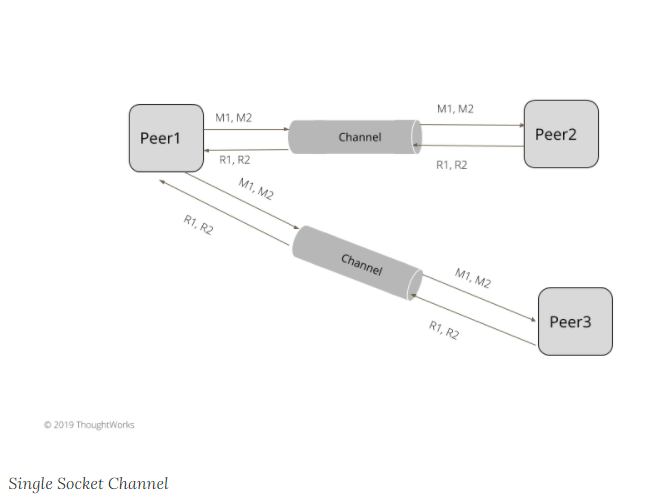 M1, M2
M1, M2
Peer1
Channel
Peer2
R1, R2
R1, R2
M1, M2
R1, R2
Channel
M1, M2
R1, R2
Peer3
© 2019 ThoughtWorks
Single Socket Channel